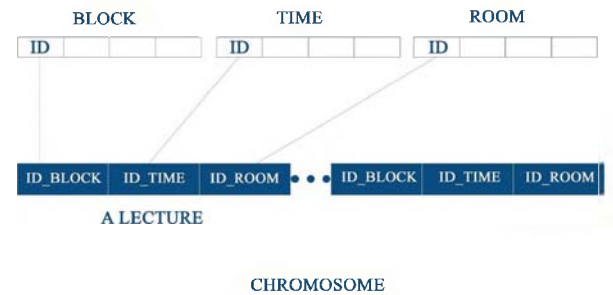 BLOCK TIME ROOM
ID ID ID
ID_BLOCK ID_TIME ID_ROOM ID_BLOCK ID_TIME ID_ROOM
A LECTURE
CHROMOSOME